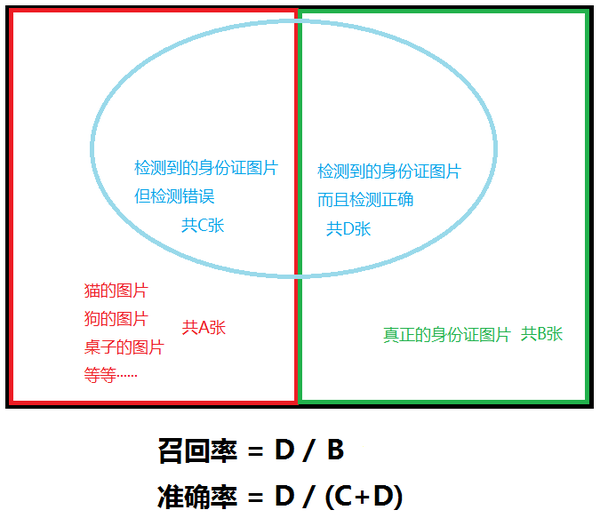 检测到的身份证图片
但检测错误
共C张
检测到的身份证图片
而且检测正确
共D张
猫的图片
狗的图片
桌子的图片
等等······
共A张
真正的身份证图片 共B张
召回率 = D / B
准确率 = D / (C+D)